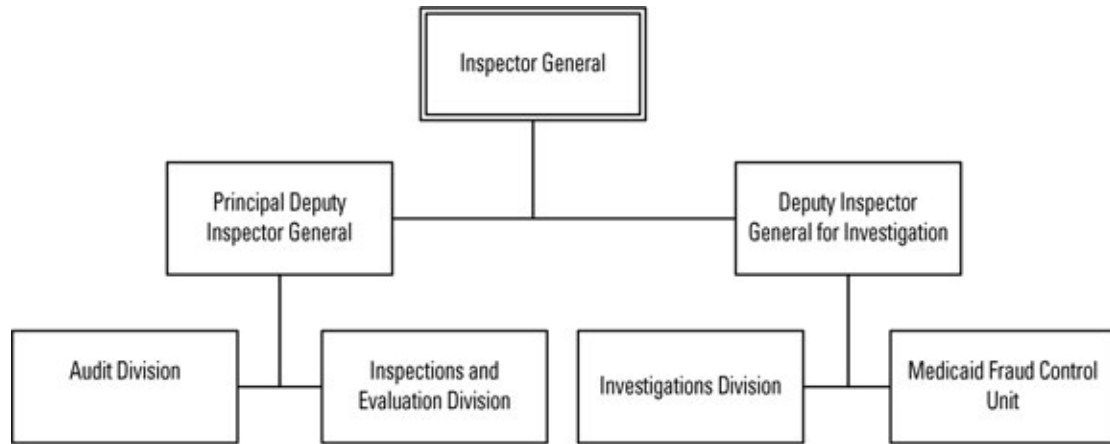 Inspector General
Principal Deputy
Inspector General
Deputy Inspector
General for Investigation
Audit Division
Inspections and
Evaluation Division
Investigations Division
Medicaid Fraud Control
Unit